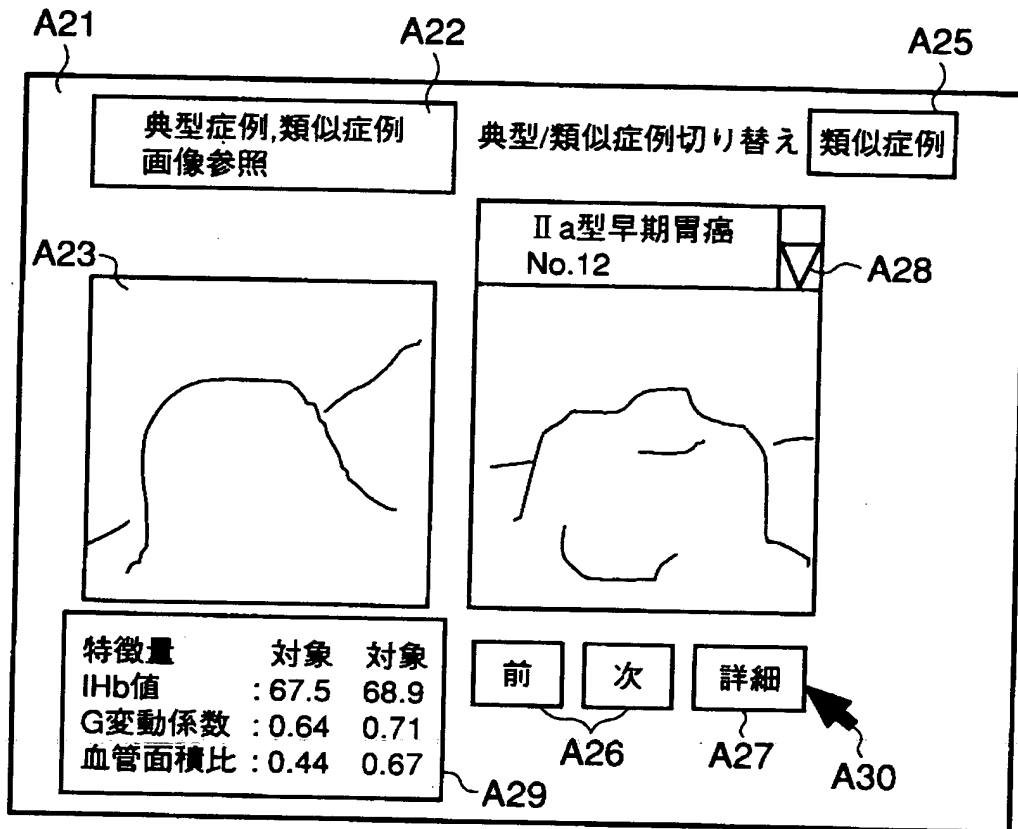 A21
A22
A25
典型症例,類似症例
画像参照
典型/類似症例切り替え
類似症例
A23
Ⅱa型早期胃癌
No.12
A28
特徴量 対象 対象
IHb値 : 67.5 68.9
G変動係数 : 0.64 0.71
血管面積比 : 0.44 0.67
前
次
詳細
A26
A27
A30
A29